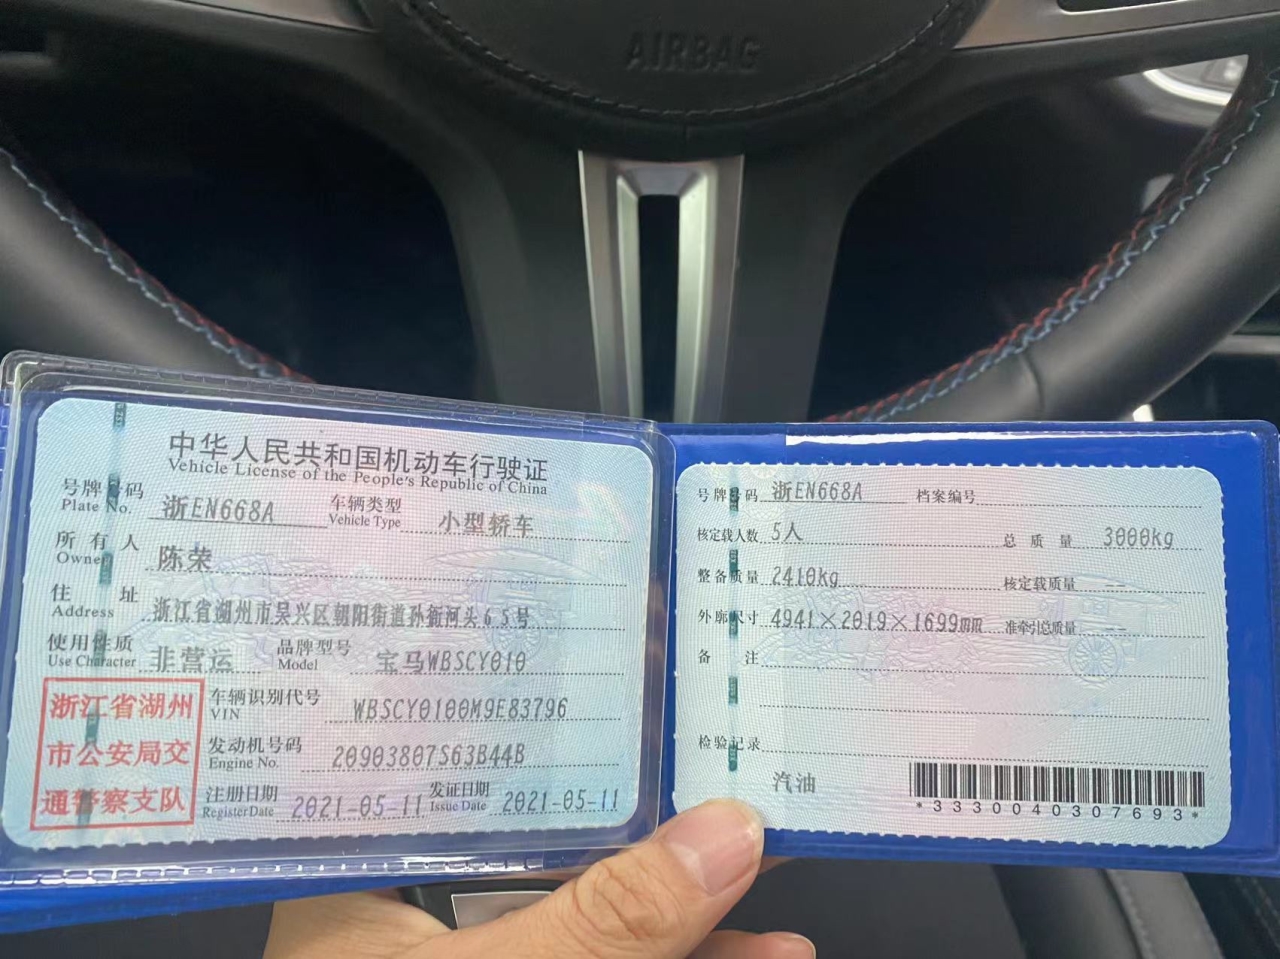 AIRBAG
中华人民共和国机动车行驶证
Vehicle License of the People's Republic of China
号牌号码 浙EN668A 车辆类型 小型轿车
Plate No. Vehicle Type
所有人 陈荣
Owner
住址 浙江省湖州市吴兴区朝阳街道孙衙河头65号
Address
使用性质 非营运 品牌型号 宝马WBSCY010
Use Character Model
浙江省湖州
市公安局交
通警察支队
车辆识别代号 WBSCY0100M9E83796
VIN
发动机号码 20903807S63B44B
Engine No.
注册日期 2021-05-11 发证日期 2021-05-11
Register Date Issue Date
号牌号码 浙EN668A 档案编号
核定载人数 5人 总质量 3000kg
整备质量 2410kg 核定载质量 --
外廓尺寸 4941×2019×1699mm 准牵引总质量 --
备注
检验记录
汽油
*3330040307693*